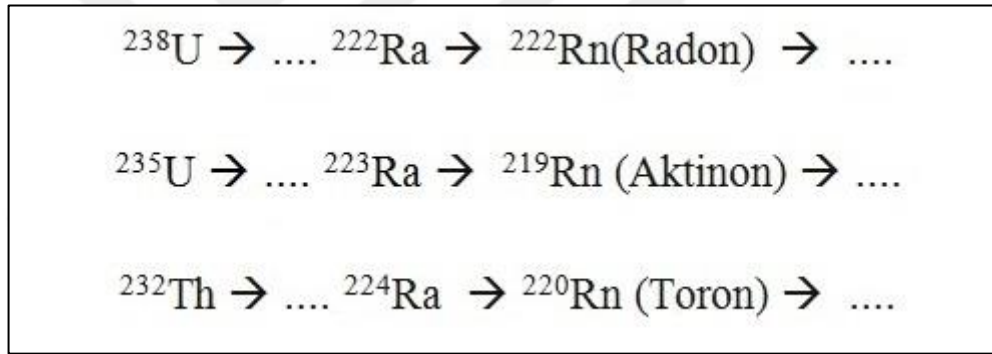 ²³⁸U → .... ²²²Ra → ²²²Rn(Radon) → ....
²³⁵U → .... ²²³Ra → ²¹⁹Rn (Aktinon) → ....
²³²Th → .... ²²⁴Ra → ²²⁰Rn (Toron) → ....